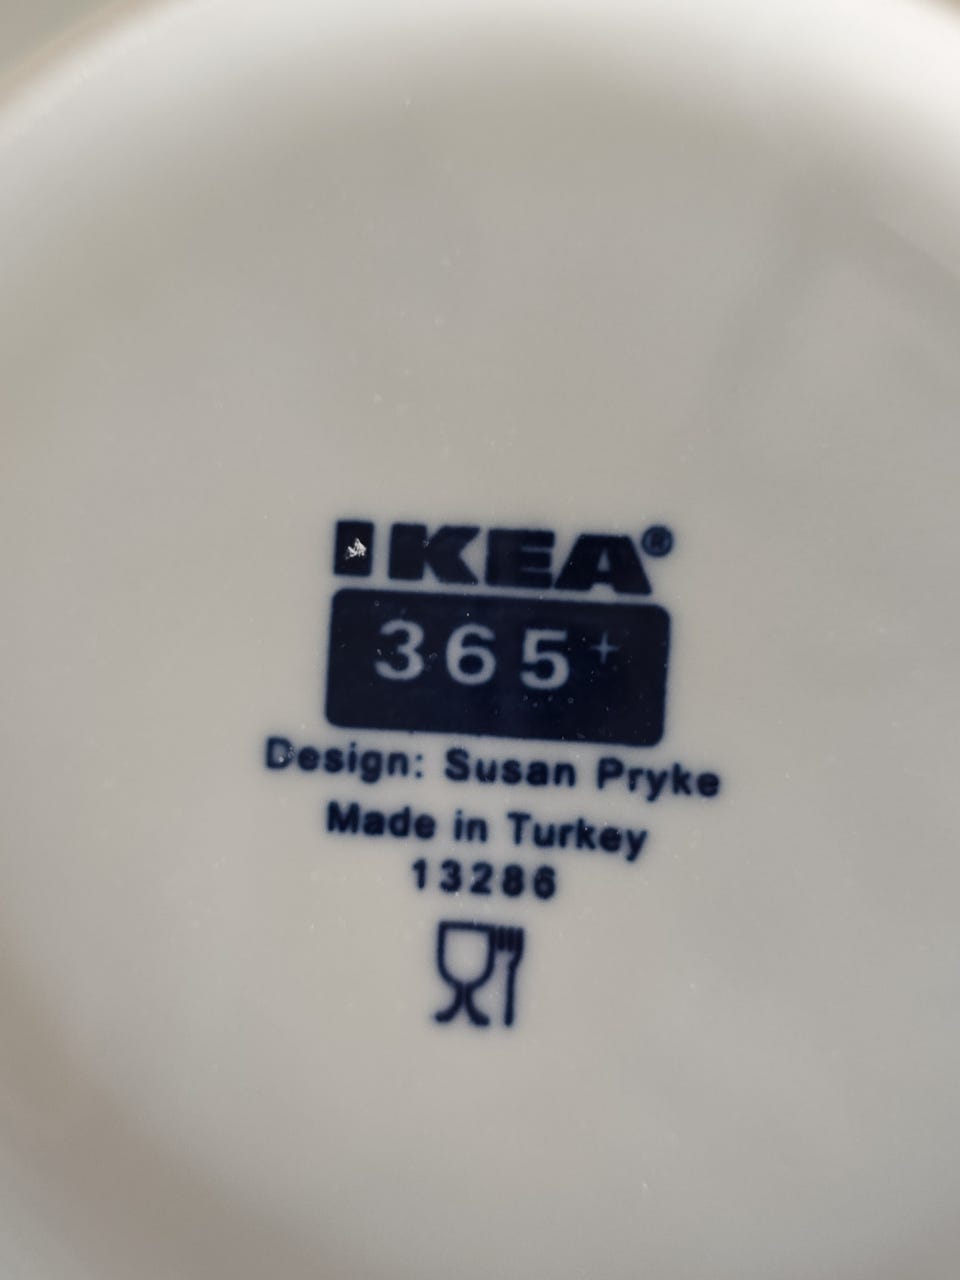 IKEA®
365+
Design: Susan Pryke
Made in Turkey
13286